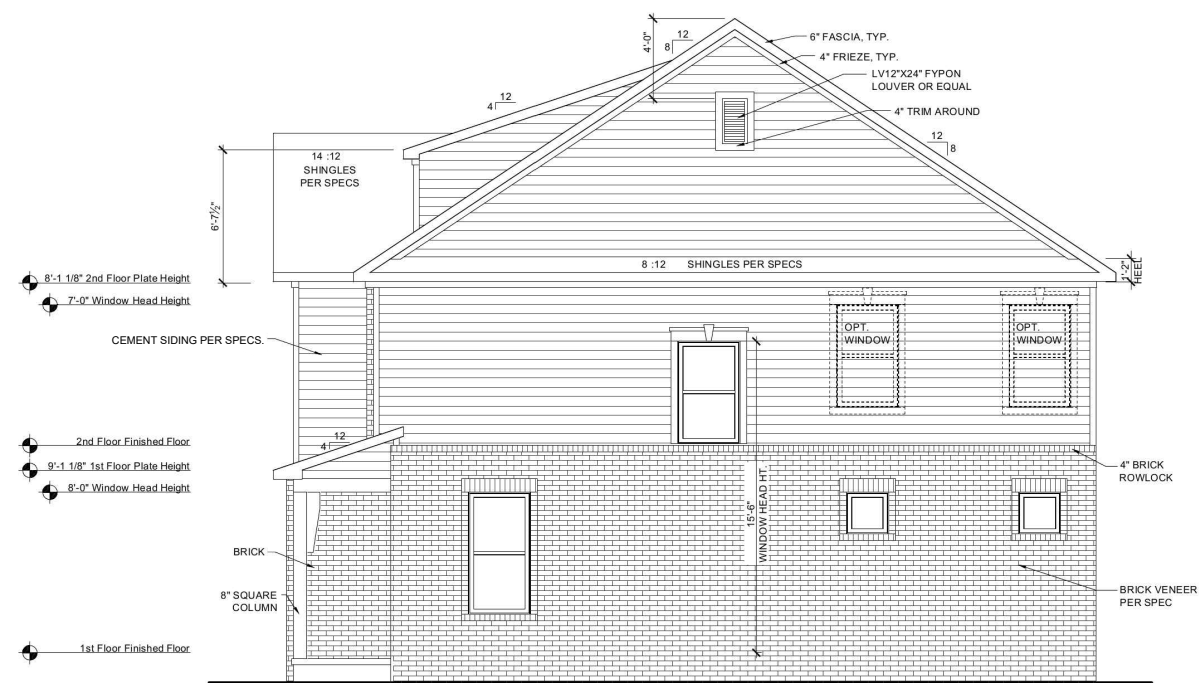 12
8
4'-0"
6" FASCIA, TYP.
4" FRIEZE, TYP.
LV12"X24" FYPON
LOUVER OR EQUAL
4" TRIM AROUND
12
4
12
8
14 :12
SHINGLES
PER SPECS
6'-7½"
8 :12 SHINGLES PER SPECS
1'-2"
HEEL
8'-1 1/8" 2nd Floor Plate Height
7'-0" Window Head Height
OPT.
WINDOW
OPT.
WINDOW
CEMENT SIDING PER SPECS.
12
4
2nd Floor Finished Floor
9'-1 1/8" 1st Floor Plate Height
8'-0" Window Head Height
4" BRICK
ROWLOCK
15'-6"
WINDOW HEAD HT.
BRICK
8" SQUARE
COLUMN
BRICK VENEER
PER SPEC
1st Floor Finished Floor